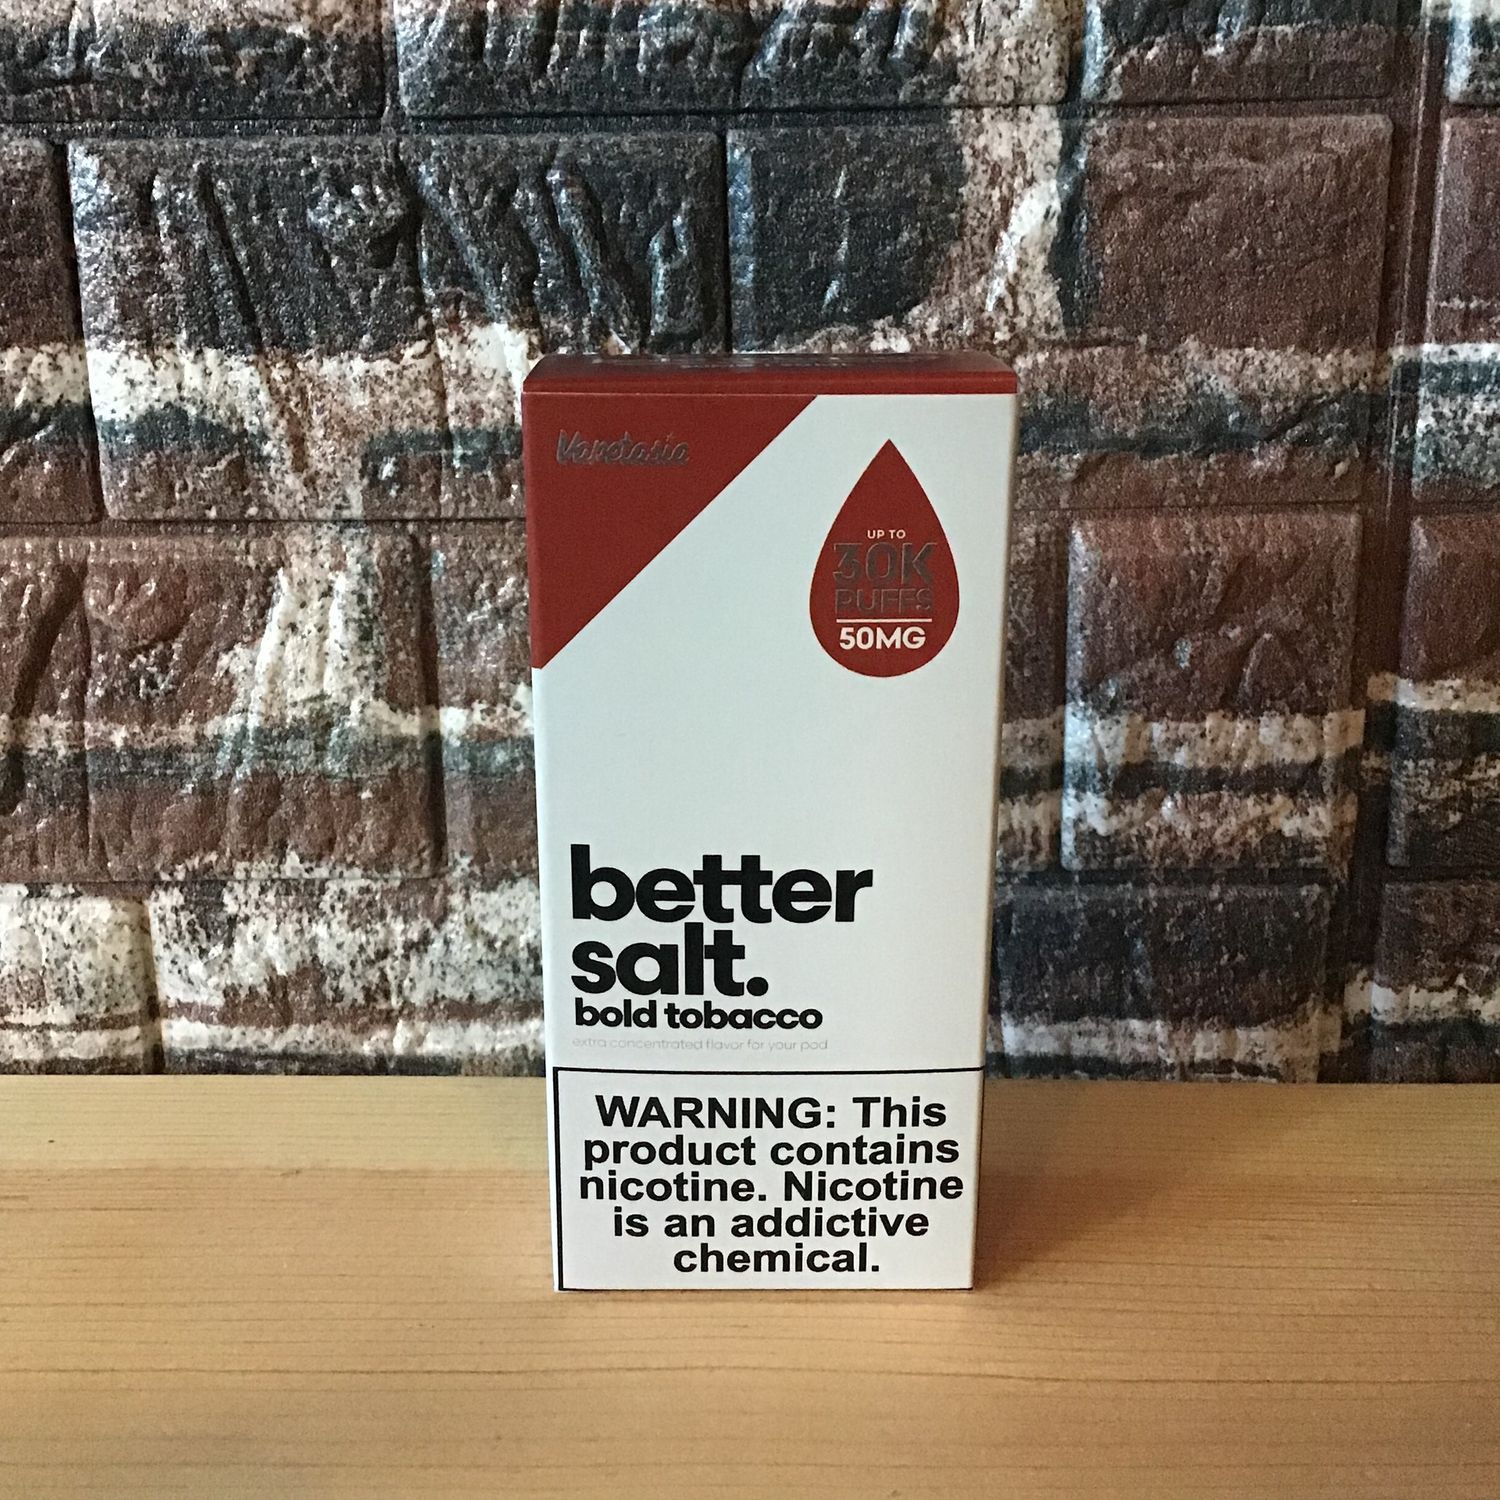 Vapetasia
UP TO
30K
PUFFS
50MG
better
salt.
bold tobacco
extra concentrated flavor for your pod
WARNING: This
product contains
nicotine. Nicotine
is an addictive
chemical.